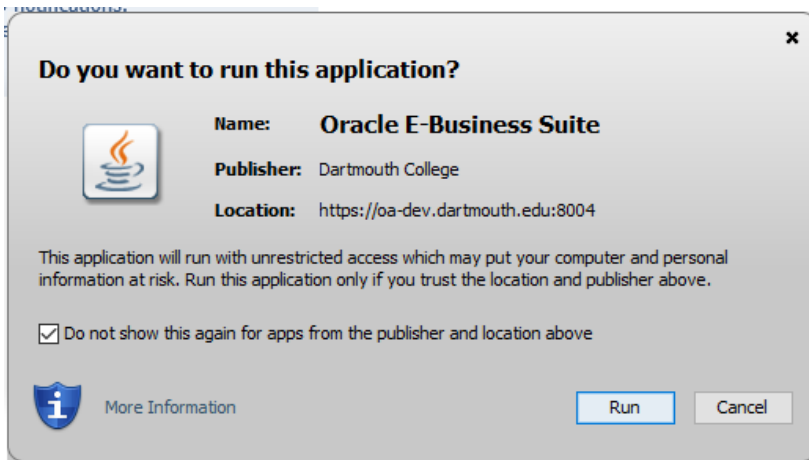 notifications.
Do you want to run this application?
Name: Oracle E-Business Suite
Publisher: Dartmouth College
Location: https://oa-dev.dartmouth.edu:8004
This application will run with unrestricted access which may put your computer and personal
information at risk. Run this application only if you trust the location and publisher above.
Do not show this again for apps from the publisher and location above
More Information
Run Cancel